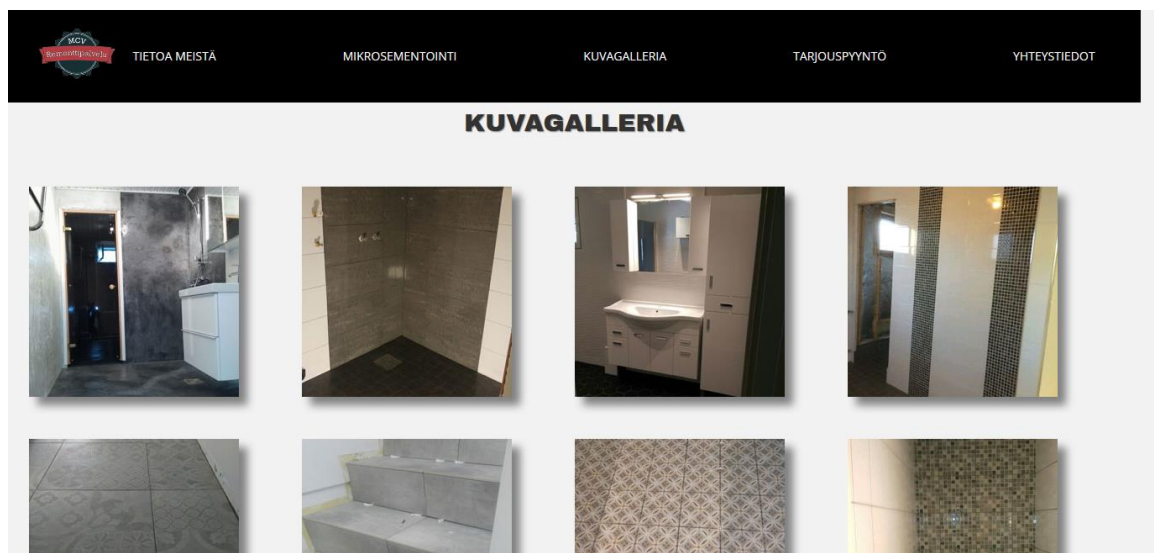 MCV
Remonttipalvelu
TIETOA MEISTÄ
MIKROSEMENTOINTI
KUVAGALLERIA
TARJOUSPYYNTÖ
YHTEYSTIEDOT
KUVAGALLERIA